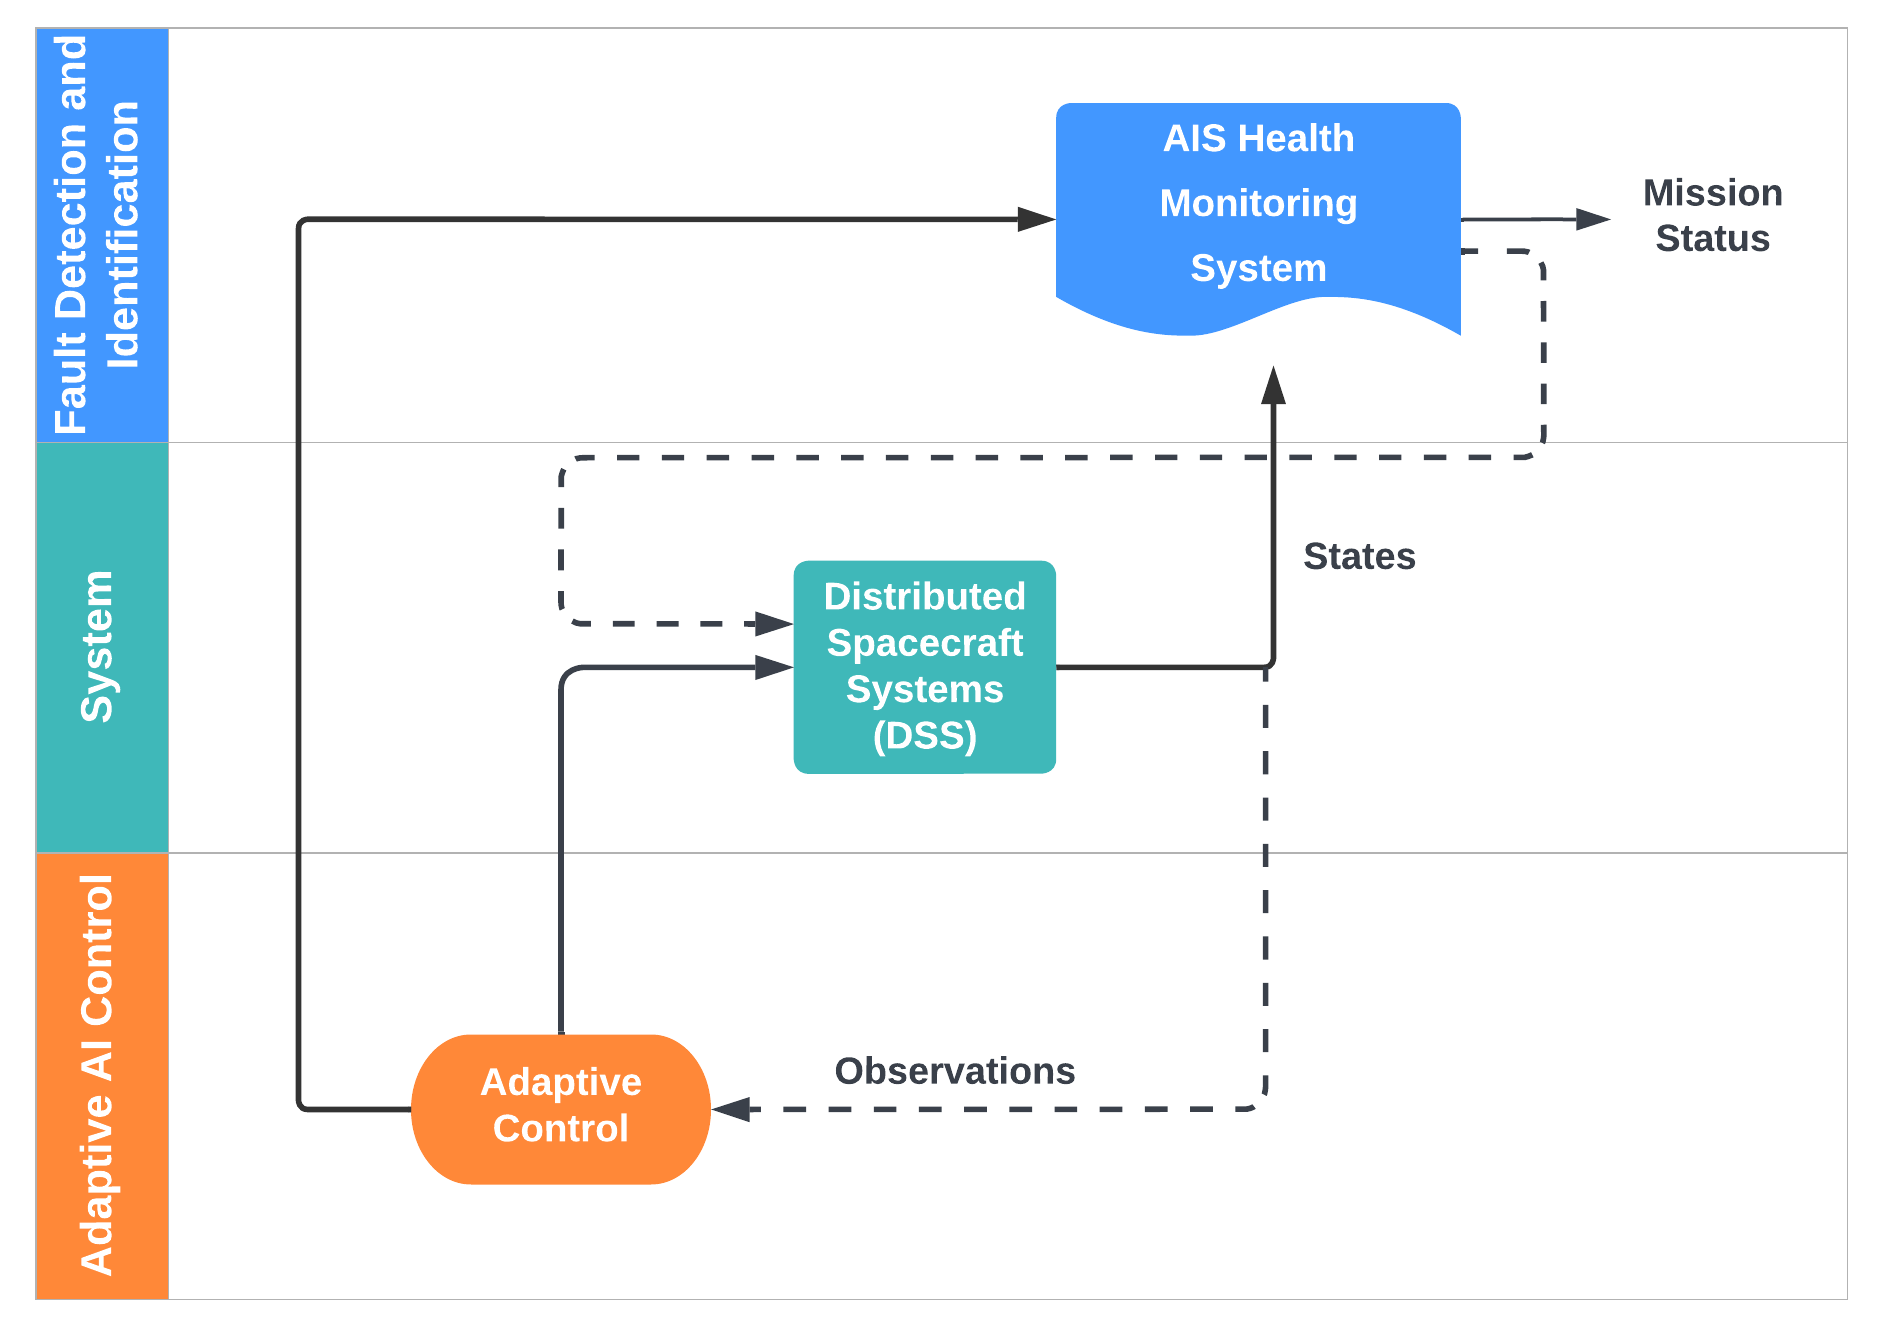 Fault Detection and
Identification
AIS Health
Monitoring
System
Mission
Status
System
Distributed
Spacecraft
Systems
(DSS)
States
Adaptive AI Control
Adaptive
Control
Observations